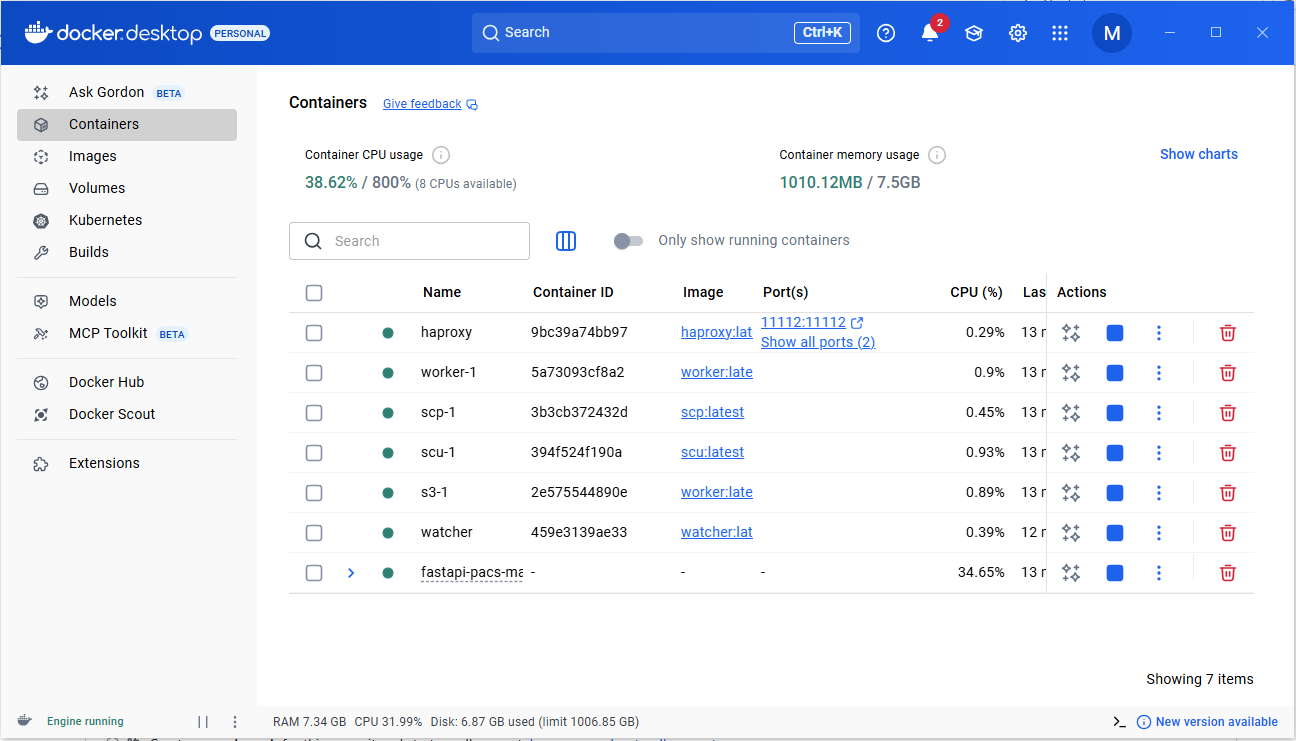 docker.desktop PERSONAL Search Ctrl+K 2 M
Ask Gordon BETA
Containers
Images
Volumes
Kubernetes
Builds
Models
MCP Toolkit BETA
Docker Hub
Docker Scout
Extensions
Containers Give feedback
Container CPU usage Container memory usage Show charts
38.62% / 800% (8 CPUs available) 1010.12MB / 7.5GB
Search Only show running containers
Name Container ID Image Port(s) CPU (%) Las Actions
haproxy 9bc39a74bb97 haproxy:lat 11112:11112 0.29% 13
Show all ports (2)
worker-1 5a73093cf8a2 worker:late 0.9% 13
scp-1 3b3cb372432d scp:latest 0.45% 13
scu-1 394f524f190a scu:latest 0.93% 13
s3-1 2e575544890e worker:late 0.89% 13
watcher 459e3139ae33 watcher:lat 0.39% 12
fastapi-pacs-ma - - - 34.65% 13
Showing 7 items
Engine running RAM 7.34 GB CPU 31.99% Disk: 6.87 GB used (limit 1006.85 GB) New version available